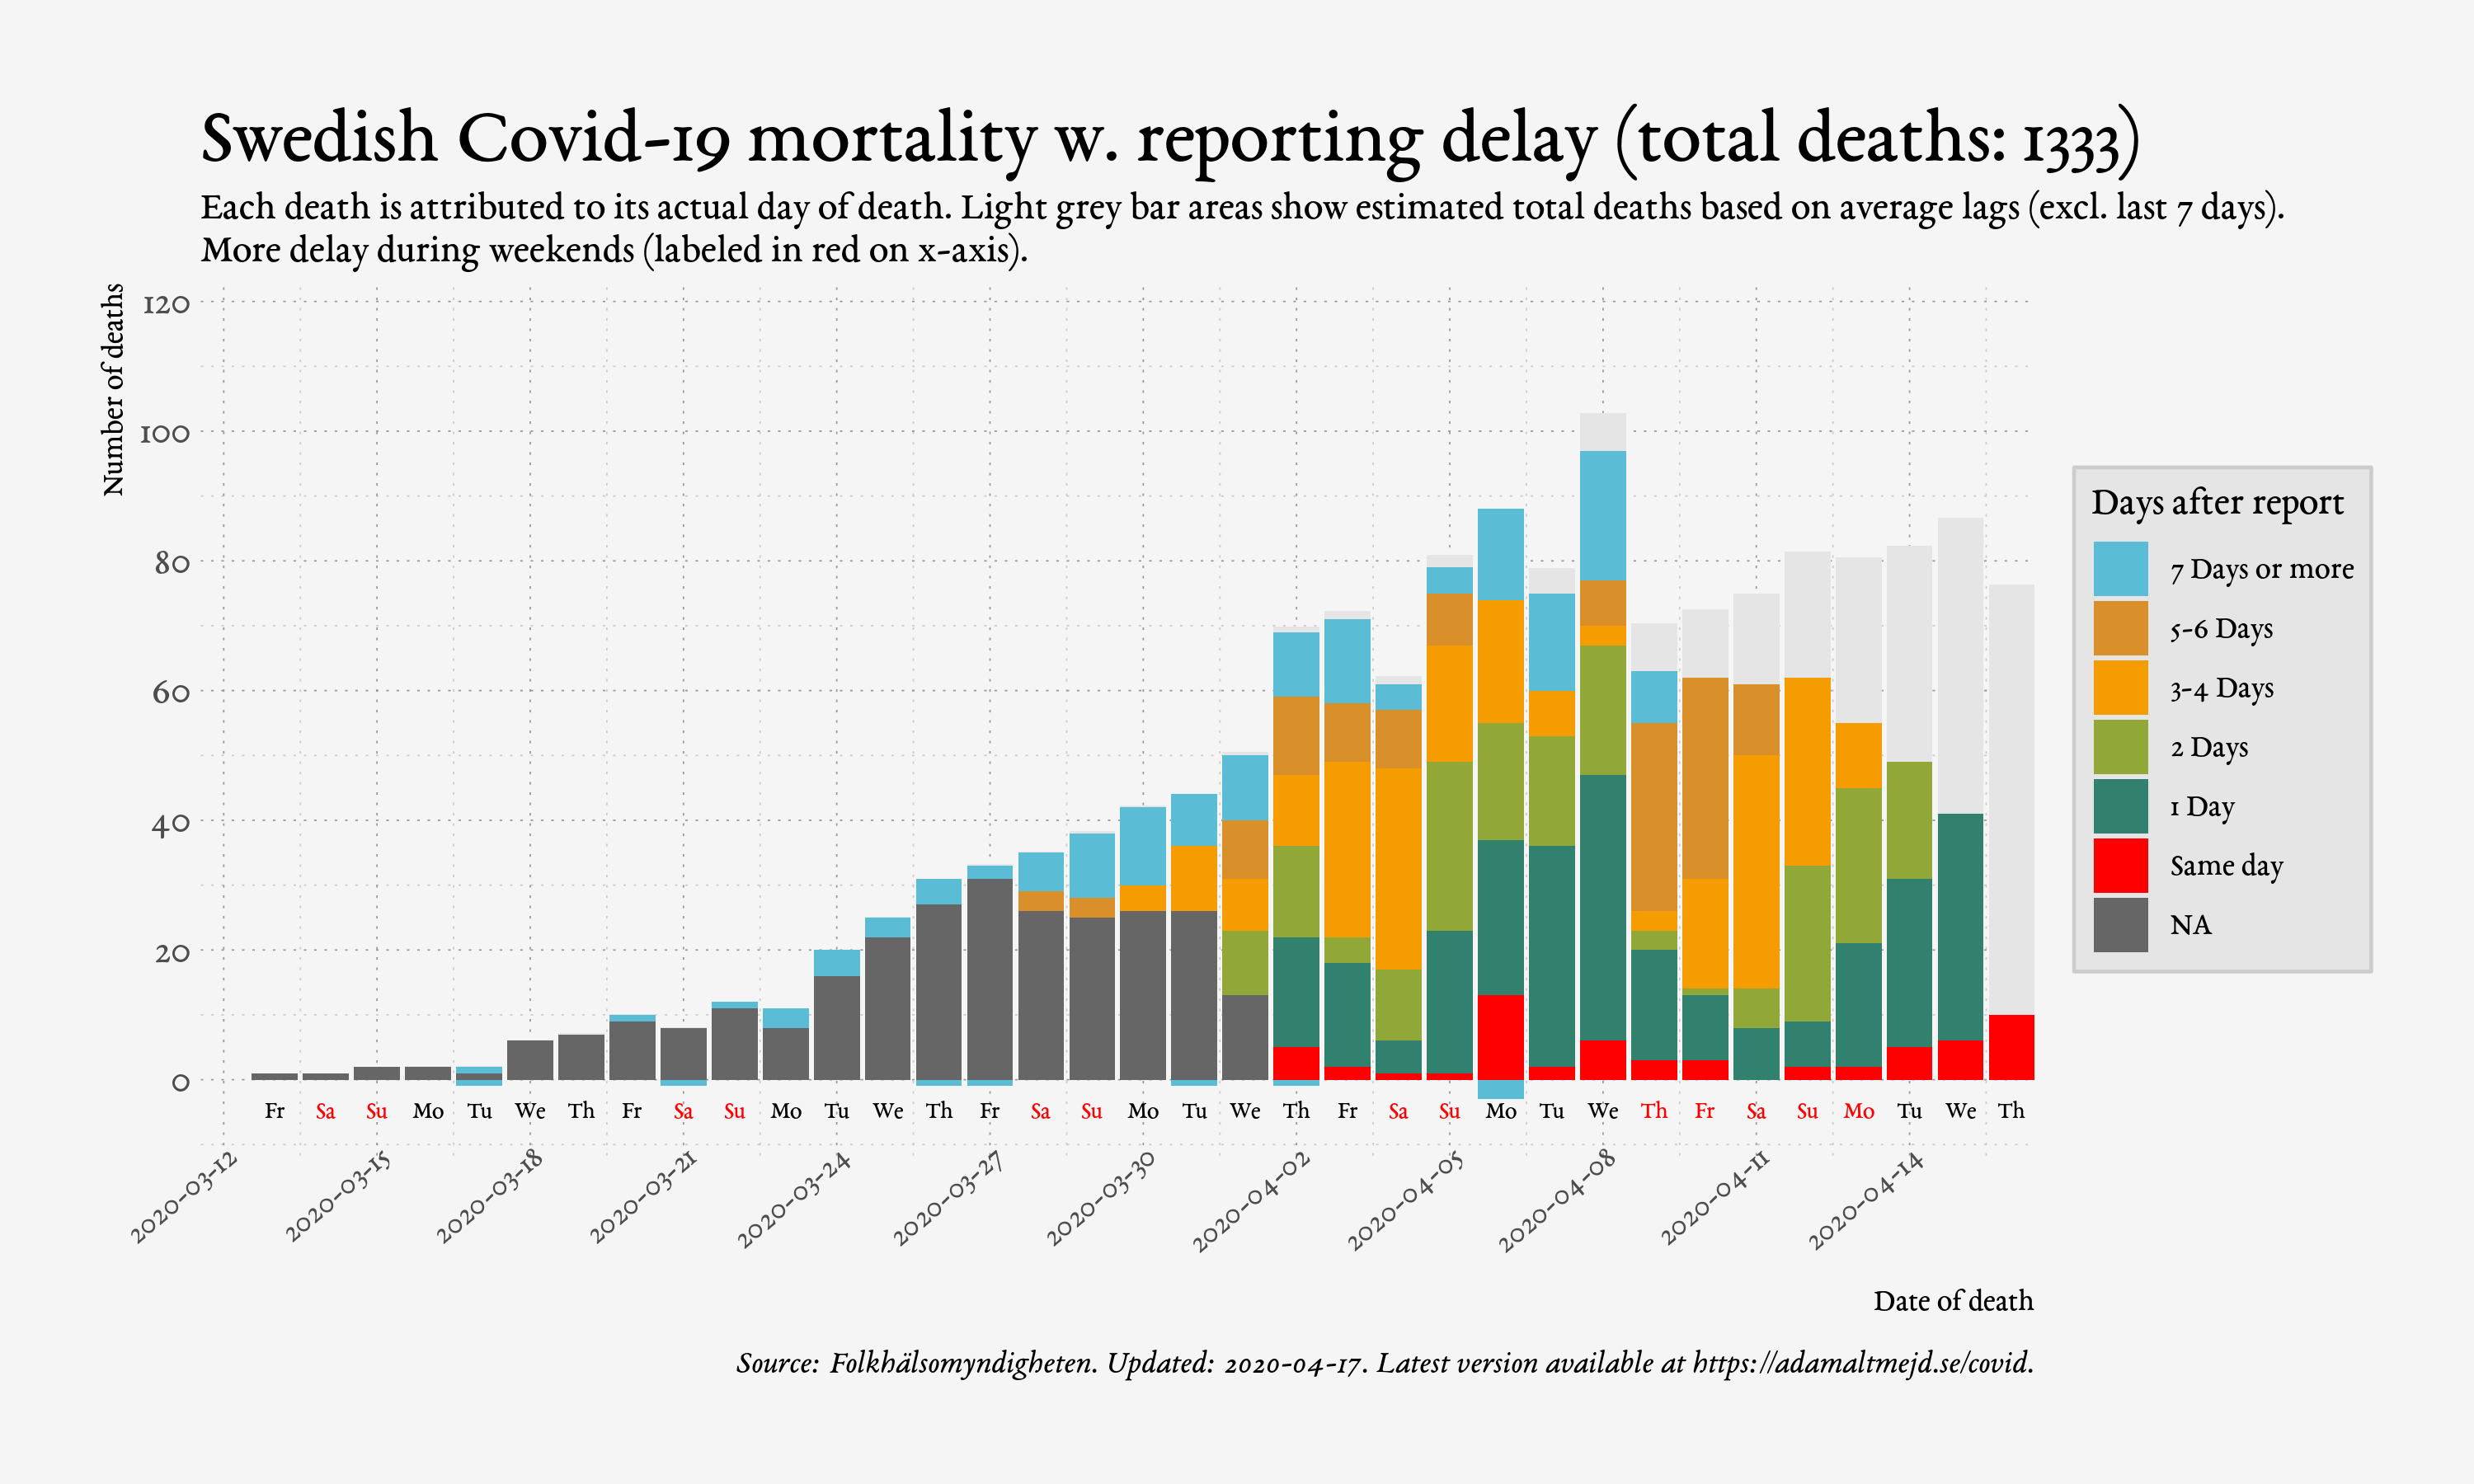 Swedish Covid-19 mortality w. reporting delay (total deaths: 1333)
Each death is attributed to its actual day of death. Light grey bar areas show estimated total deaths based on average lags (excl. last 7 days).
More delay during weekends (labeled in red on x-axis).
Number of deaths
120
100
80
60
40
20
0
Fr Sa Su Mo Tu We Th Fr Sa Su Mo Tu We Th Fr Sa Su Mo Tu We Th Fr Sa Su Mo Tu We Th Fr Sa Su Mo Tu We Th
2020-03-12 2020-03-15 2020-03-18 2020-03-21 2020-03-24 2020-03-27 2020-03-30 2020-04-02 2020-04-05 2020-04-08 2020-04-11 2020-04-14
Date of death
Days after report
7 Days or more
5-6 Days
3-4 Days
2 Days
1 Day
Same day
NA
Source: Folkhälsomyndigheten. Updated: 2020-04-17. Latest version available at https://adamaltmejd.se/covid.